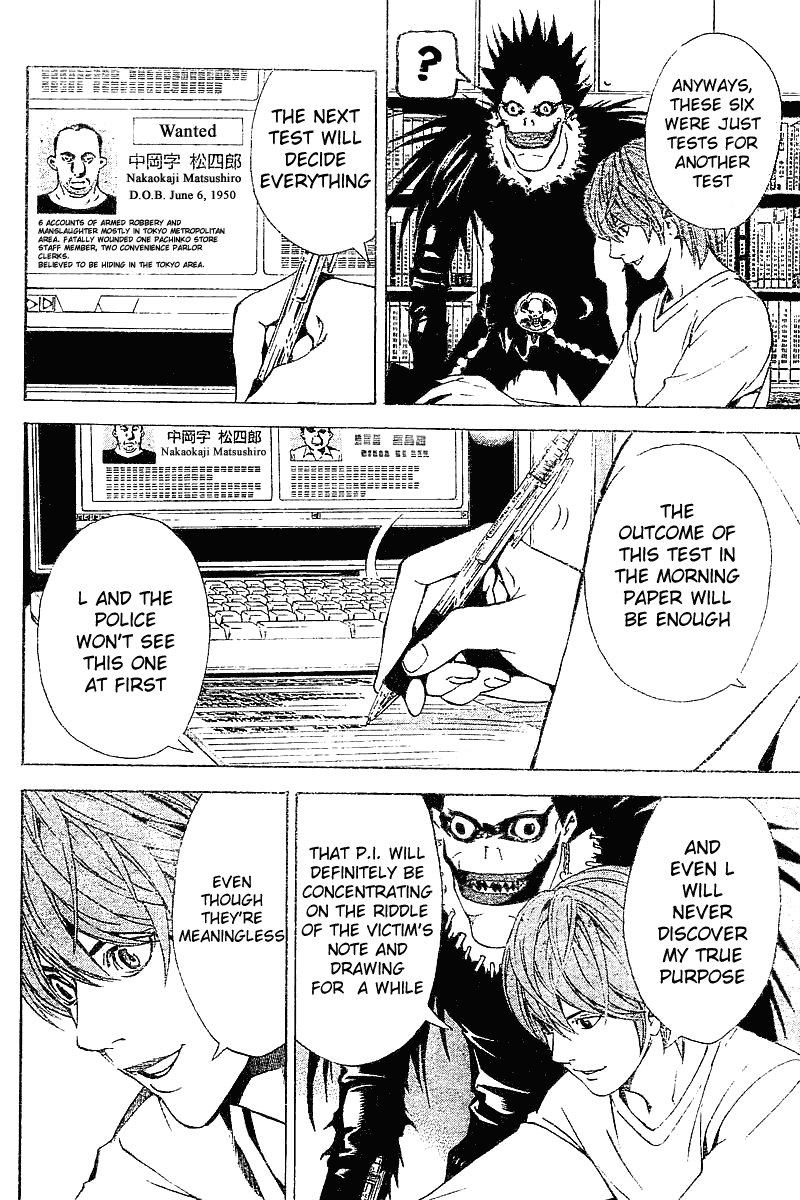 ?
ANYWAYS,
THESE SIX
WERE JUST
TESTS FOR
ANOTHER
TEST
THE NEXT
TEST WILL
DECIDE
EVERYTHING
Wanted
中岡字 松四郎
Nakaokaji Matsushiro
D.O.B. June 6, 1950
6 ACCOUNTS OF ARMED ROBBERY AND
MANSLAUGHTER MOSTLY IN TOKYO METROPOLITAN
AREA. FATALLY WOUNDED ONE PACHINKO STORE
STAFF MEMBER, TWO CONVENIENCE PARLOR
CLERKS.
BELIEVED TO BE HIDING IN THE TOKYO AREA.
THE
OUTCOME OF
THIS TEST IN
THE MORNING
PAPER WILL
BE ENOUGH
中岡字 松四郎
Nakaokaji Matsushiro
L AND THE
POLICE
WON'T SEE
THIS ONE
AT FIRST
AND
EVEN L
WILL
NEVER
DISCOVER
MY TRUE
PURPOSE
THAT P.I. WILL
DEFINITELY BE
CONCENTRATING
ON THE RIDDLE
OF THE VICTIM'S
NOTE AND
DRAWING
FOR A WHILE
EVEN
THOUGH
THEY'RE
MEANINGLESS